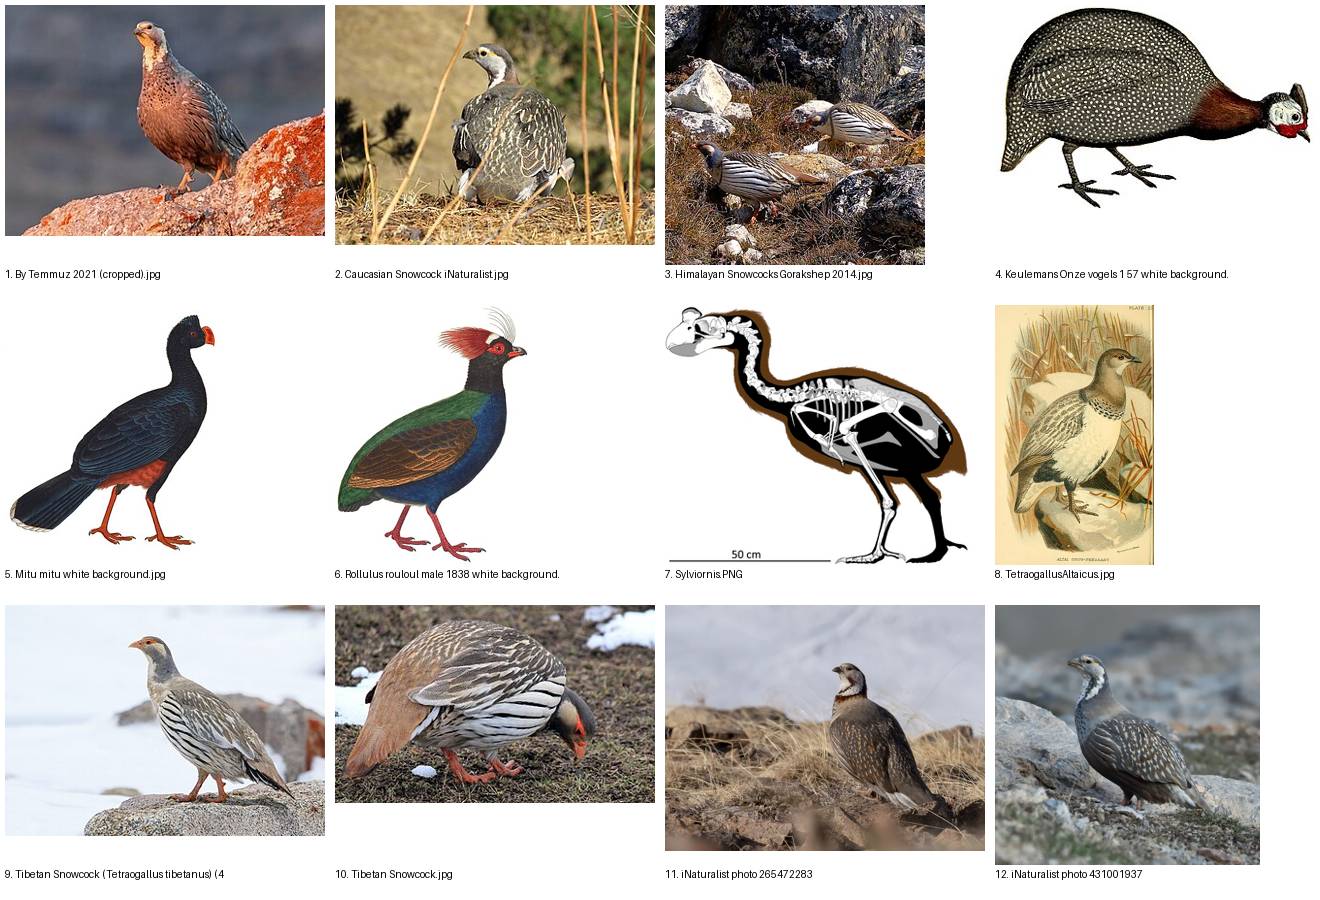 1. By Temmuz 2021 (cropped).jpg
2. Caucasian Snowcock iNaturalist.jpg
3. Himalayan Snowcocks Gorakshep 2014.jpg
4. Keulemans Onze vogels 1 57 white background.
5. Mitu mitu white background.jpg
6. Rollulus rouloul male 1838 white background.
50 cm
7. Sylviornis.PNG
ALTAI SNOW-PHEASANT
8. TetraogallusAltaicus.jpg
9. Tibetan Snowcock (Tetraogallus tibetanus) (4
10. Tibetan Snowcock.jpg
11. iNaturalist photo 265472283
12. iNaturalist photo 431001937